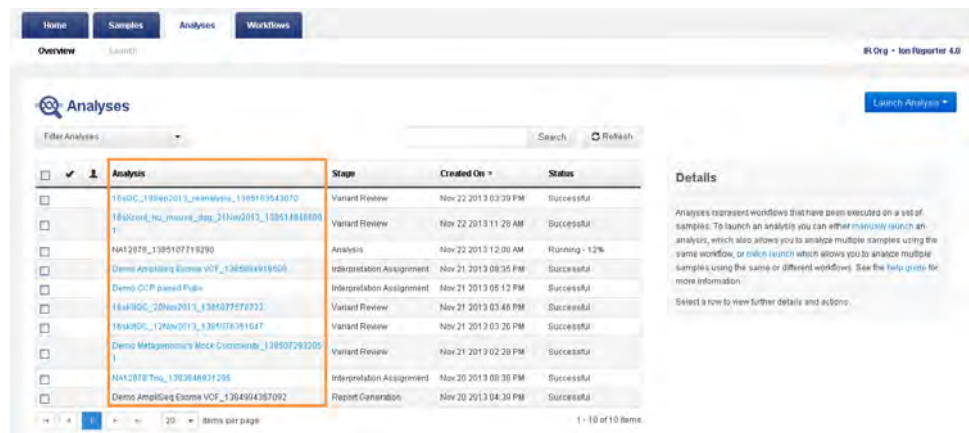 Home Samples Analyses Workflows
Overview Launch IR Org • Ion Reporter 4.0
Analyses Launch Analysis
Filter Analyses Search Refresh
Analysis Stage Created On Status
Details
Variant Review Nov 22 2013 03:39 PM Successful
Variant Review Nov 22 2013 11:28 AM Successful
1
NA12878_1385107719290 Analysis Nov 22 2013 12:08 AM Running - 12%
Demo AmpliSeq Exome VCF Interpretation Assignment Nov 21 2013 08:35 PM Successful
Demo CCP paired Interpretation Assignment Nov 21 2013 05:12 PM Successful
Variant Review Nov 21 2013 03:46 PM Successful
Variant Review Nov 21 2013 03:26 PM Successful
Demo Metagenomics Mock Community Variant Review Nov 21 2013 02:29 PM Successful
1
NA12878 Trio Interpretation Assignment Nov 20 2013 08:38 PM Successful
Demo AmpliSeq Exome VCF_1384994367092 Report Generation Nov 20 2013 04:39 PM Successful
20 items per page 1 - 10 of 10 items
Analyses represent workflows that have been executed on a set of
samples. To launch an analysis you can either manually launch an
analysis, which also allows you to analyze multiple samples using the
same workflow, or batch launch which allows you to analyze multiple
samples using the same or different workflows. See the help guide for
more information.
Select a row to view further details and actions.